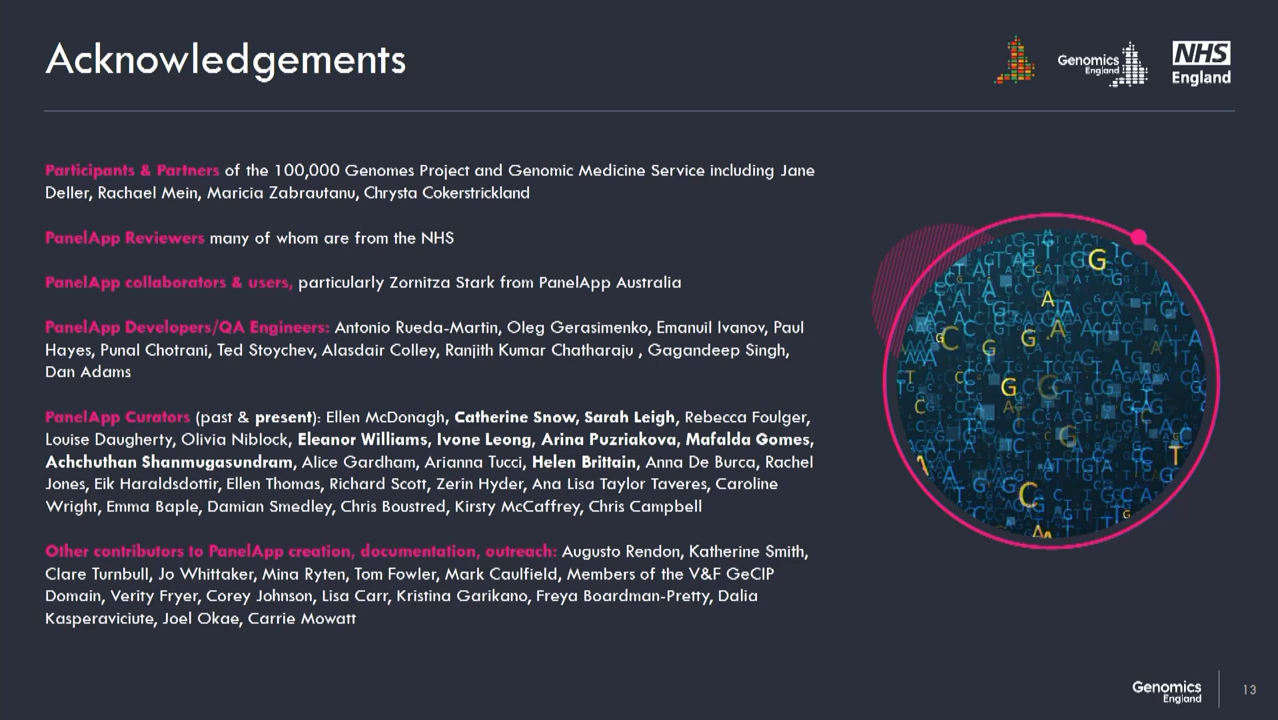 Acknowledgements
Genomics
England
NHS
England
Participants & Partners of the 100,000 Genomes Project and Genomic Medicine Service including Jane
Deller, Rachael Mein, Maricia Zabrautanu, Chrysta Cokerstrickland
PanelApp Reviewers many of whom are from the NHS
PanelApp collaborators & users, particularly Zornitza Stark from PanelApp Australia
PanelApp Developers/QA Engineers: Antonio Rueda-Martin, Oleg Gerasimenko, Emanuil Ivanov, Paul
Hayes, Punal Chotrani, Ted Stoychev, Alasdair Colley, Ranjith Kumar Chatharaju , Gagandeep Singh,
Dan Adams
PanelApp Curators (past & present): Ellen McDonagh, Catherine Snow, Sarah Leigh, Rebecca Foulger,
Louise Daugherty, Olivia Niblock, Eleanor Williams, Ivone Leong, Arina Puzriakova, Mafalda Gomes,
Achchuthan Shanmugasundram, Alice Gardham, Arianna Tucci, Helen Brittain, Anna De Burca, Rachel
Jones, Eik Haraldsdottir, Ellen Thomas, Richard Scott, Zerin Hyder, Ana Lisa Taylor Taveres, Caroline
Wright, Emma Baple, Damian Smedley, Chris Boustred, Kirsty McCaffrey, Chris Campbell
Other contributors to PanelApp creation, documentation, outreach: Augusto Rendon, Katherine Smith,
Clare Turnbull, Jo Whittaker, Mina Ryten, Tom Fowler, Mark Caulfield, Members of the V&F GeCIP
Domain, Verity Fryer, Corey Johnson, Lisa Carr, Kristina Garikano, Freya Boardman-Pretty, Dalia
Kasperaviciute, Joel Okae, Carrie Mowatt
Genomics
England
13